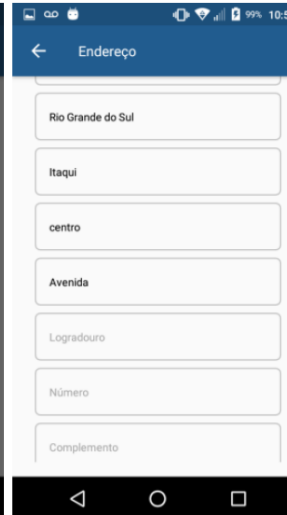 99% 10:5
Endereço
Rio Grande do Sul
Itaqui
centro
Avenida
Logradouro
Número
Complemento